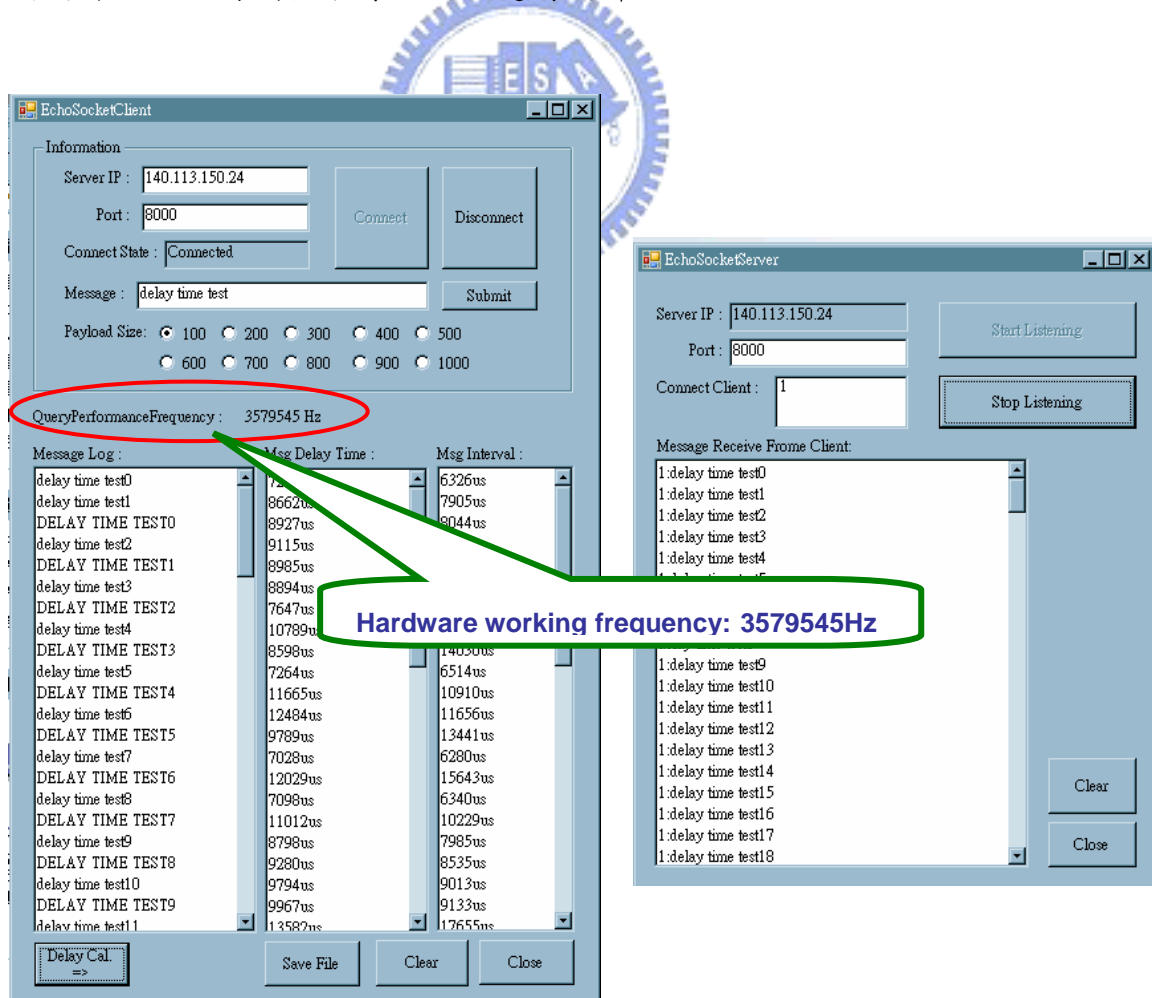 ESA
EchoSocketClient
Information
Server IP : 140.113.150.24
Port : 8000
Connect
Disconnect
Connect State : Connected
Message : delay time test
Submit
Payload Size: 100 200 300 400 500
600 700 800 900 1000
QueryPerformanceFrequency : 3579545 Hz
Message Log :
delay time test0
delay time test1
DELAY TIME TEST0
delay time test2
DELAY TIME TEST1
delay time test3
DELAY TIME TEST2
delay time test4
DELAY TIME TEST3
delay time test5
DELAY TIME TEST4
delay time test6
DELAY TIME TEST5
delay time test7
DELAY TIME TEST6
delay time test8
DELAY TIME TEST7
delay time test9
DELAY TIME TEST8
delay time test10
DELAY TIME TEST9
delay time test11
Msg Delay Time :
8662us
8927us
9115us
8985us
8894us
7647us
10789us
8598us
7264us
11665us
12484us
9789us
7028us
12029us
7098us
11012us
8798us
9280us
9794us
9967us
13582us
Msg Interval :
6326us
7905us
8044us
14030us
6514us
10910us
11656us
13441us
6280us
15643us
6340us
10229us
7985us
8535us
9013us
9133us
17655us
Delay Cal.
=>
Save File
Clear
Close
Hardware working frequency: 3579545Hz
EchoSocketServer
Server IP : 140.113.150.24
Start Listening
Port : 8000
Connect Client : 1
Stop Listening
Message Receive Frome Client:
1:delay time test0
1:delay time test1
1:delay time test2
1:delay time test3
1:delay time test4
1:delay time test9
1:delay time test10
1:delay time test11
1:delay time test12
1:delay time test13
1:delay time test14
1:delay time test15
1:delay time test16
1:delay time test17
1:delay time test18
Clear
Close